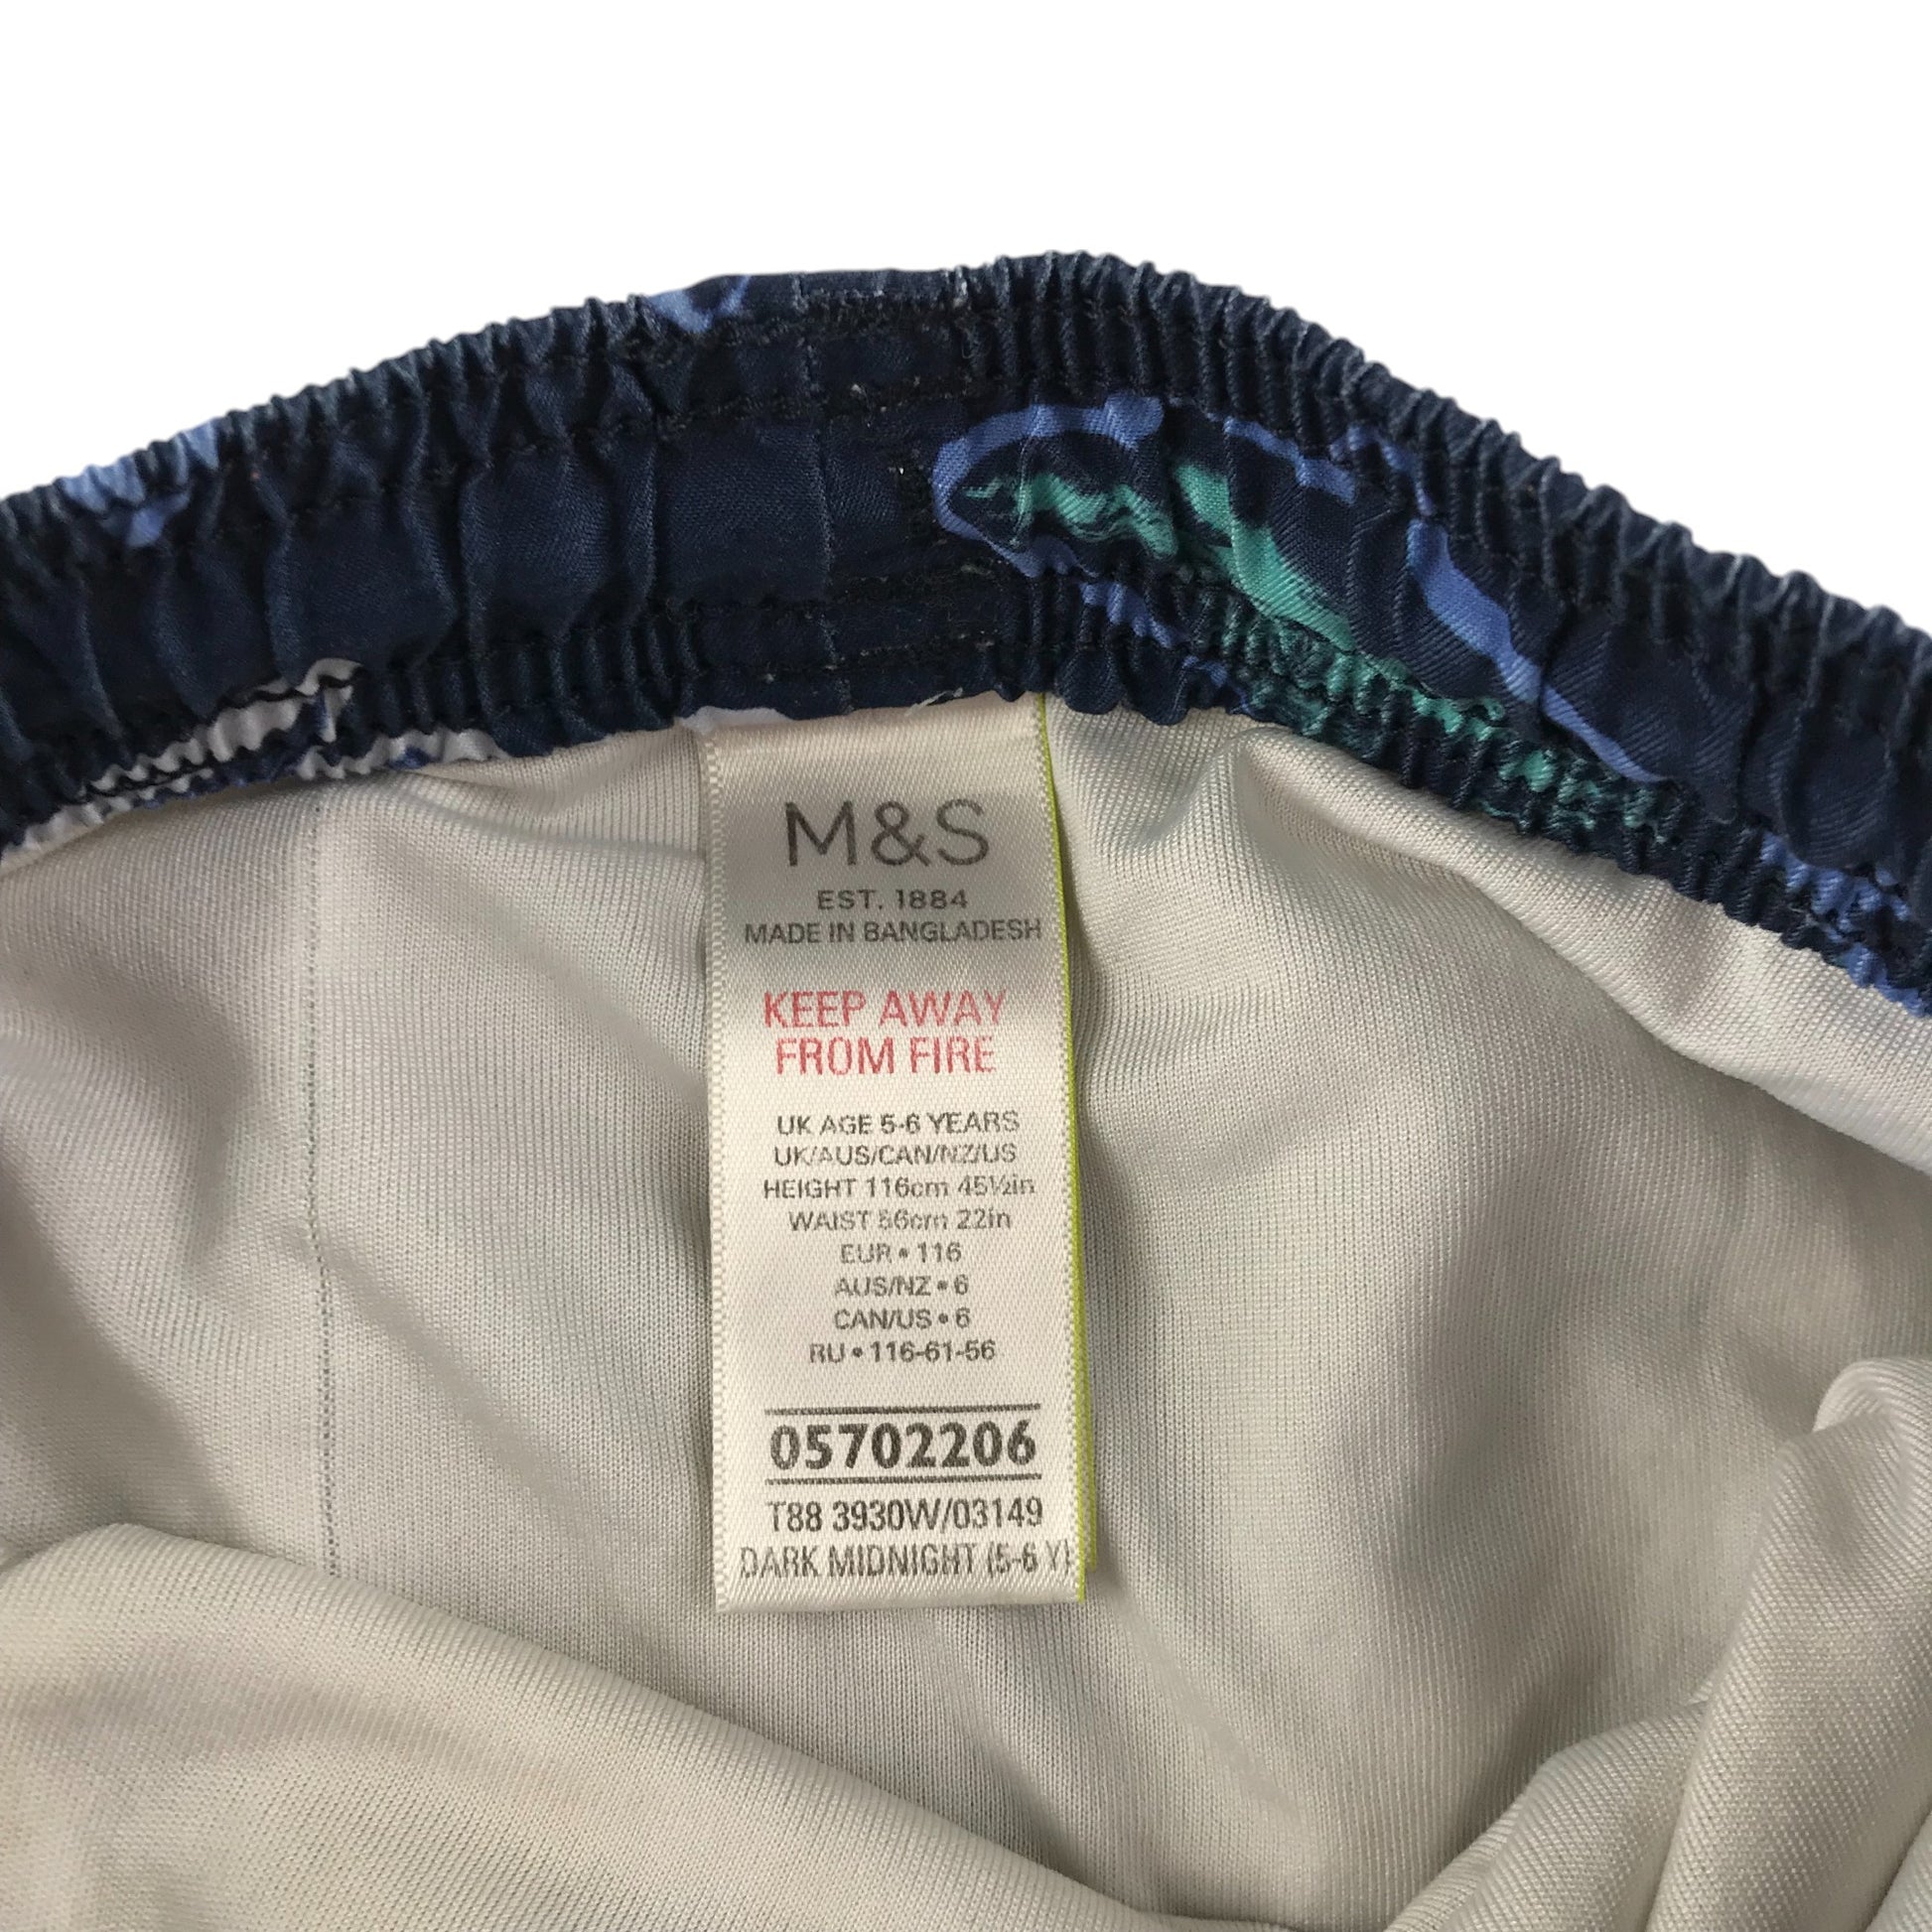 M&S
EST. 1884
MADE IN BANGLADESH
KEEP AWAY
FROM FIRE
UK AGE 5-6 YEARS
UK/AUS/CAN/NZ/US
HEIGHT 116cm 45½in
WAIST 56cm 22in
EUR • 116
AUS/NZ • 6
CAN/US • 6
RU • 116-61-56
05702206
T88 3930W/03149
DARK MIDNIGHT (5-6 Y)